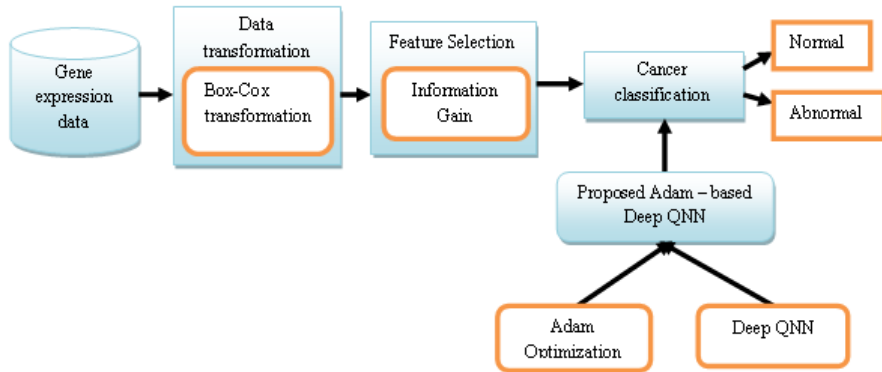 Gene
expression
data
Data
transformation
Box-Cox
transformation
Feature Selection
Information
Gain
Cancer
classification
Normal
Abnormal
Proposed Adam – based
Deep QNN
Adam
Optimization
Deep QNN